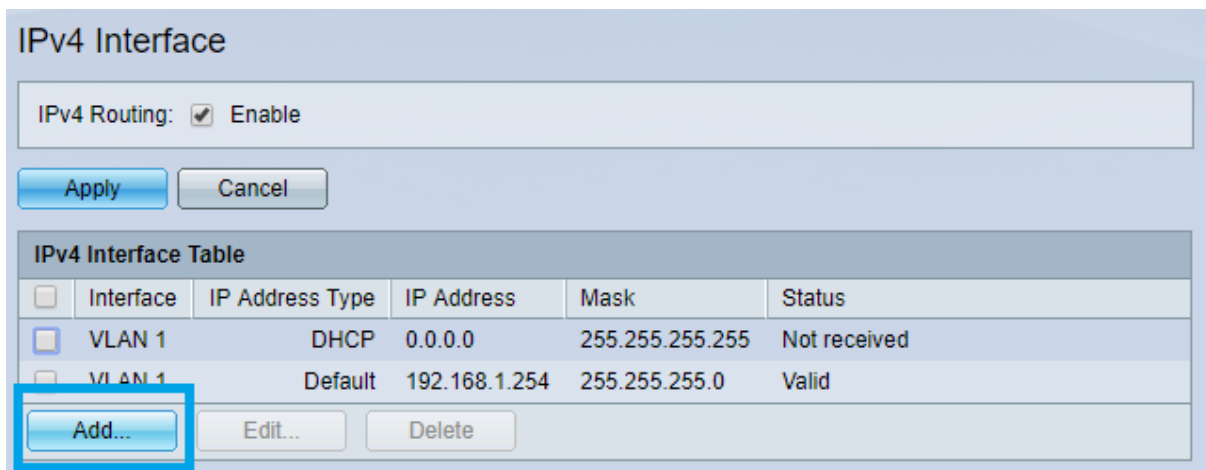 IPv4 Interface
IPv4 Routing: Enable
Apply Cancel
IPv4 Interface Table
Interface IP Address Type IP Address Mask Status
VLAN 1 DHCP 0.0.0.0 255.255.255.255 Not received
VLAN 1 Default 192.168.1.254 255.255.255.0 Valid
Add... Edit... Delete